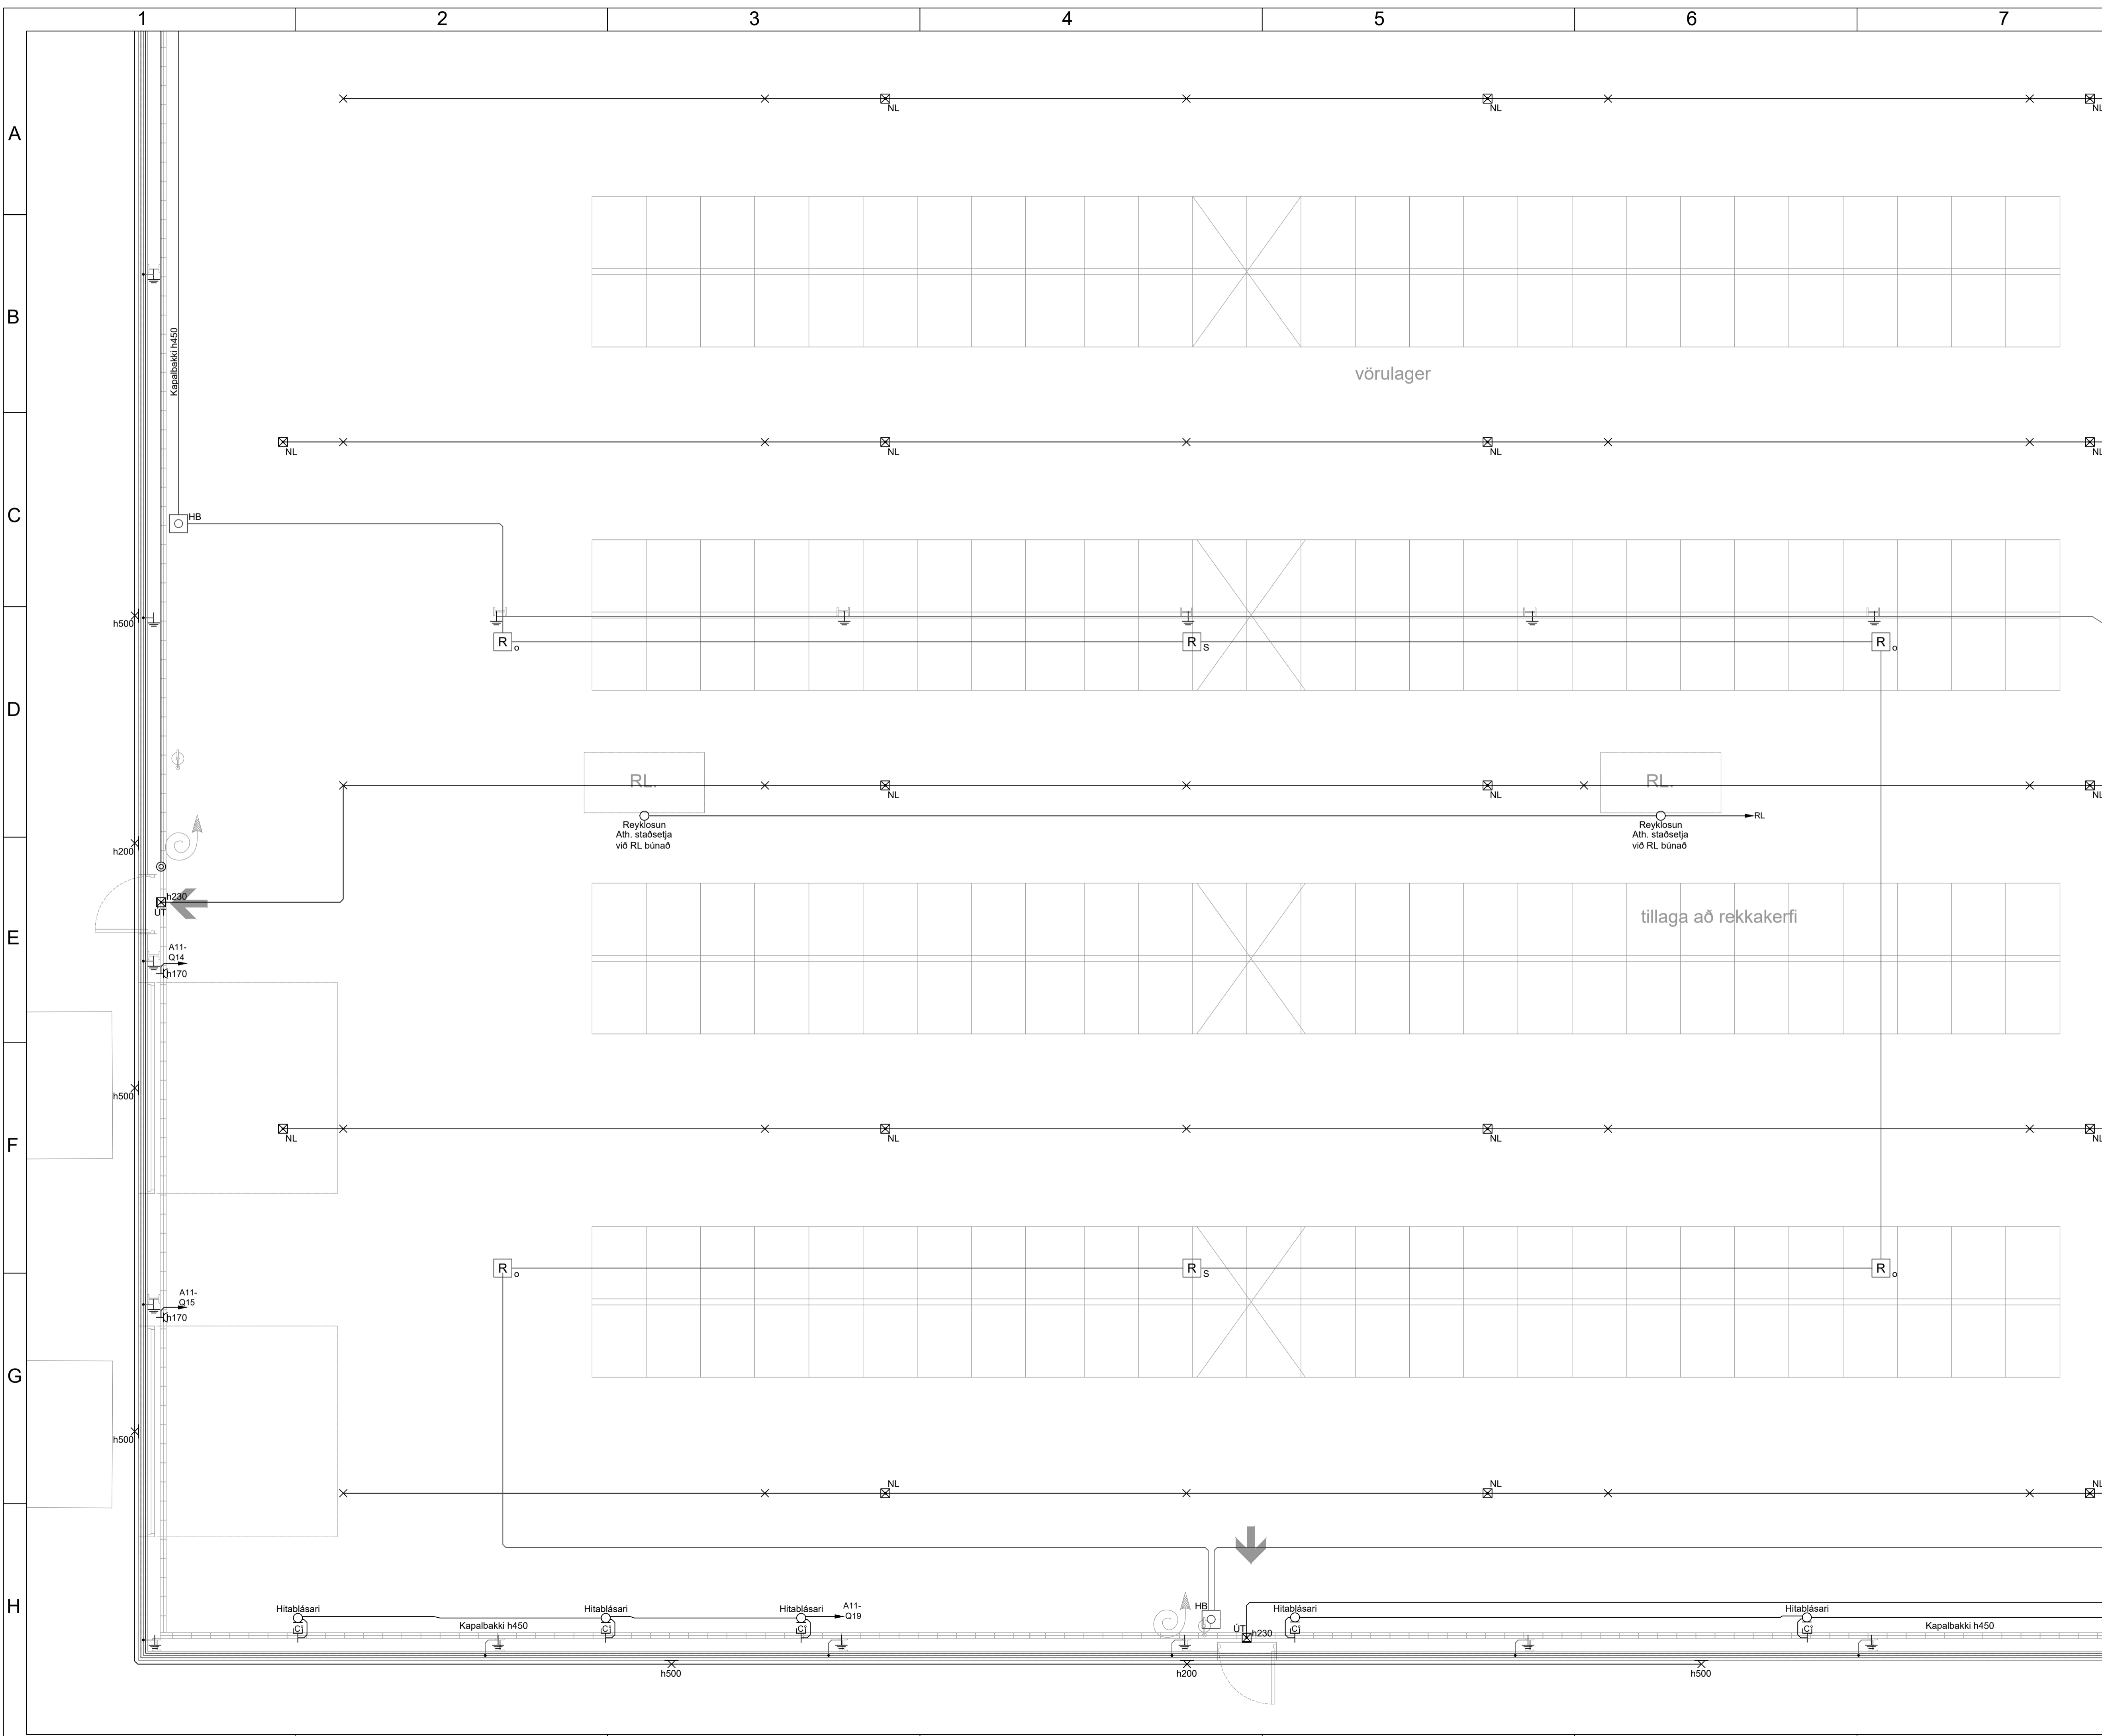 1 2 3 4 5 6 7
A
NL NL NL
B
Kapalbakki h450
vörulager
NL NL NL NL
C
HB
h500
R o R S R o
D
RL. RL.
NL NL NL
Reyklosun
Ath. staðsetja
við RL búnað
Reyklosun
Ath. staðsetja
við RL búnað
RL
h200
h230
ÚT
tillaga að rekkakerfi
E
A11-
Q14
h170
h500
NL NL NL NL
F
R o R S R o
A11-
Q15
h170
G
h500
NL NL NL
H
Hitablásari Hitablásari Hitablásari
A11-
Q19
HB
Hitablásari Hitablásari
Kapalbakki h450
ÚT h230
Kapalbakki h450
h500 h200 h500